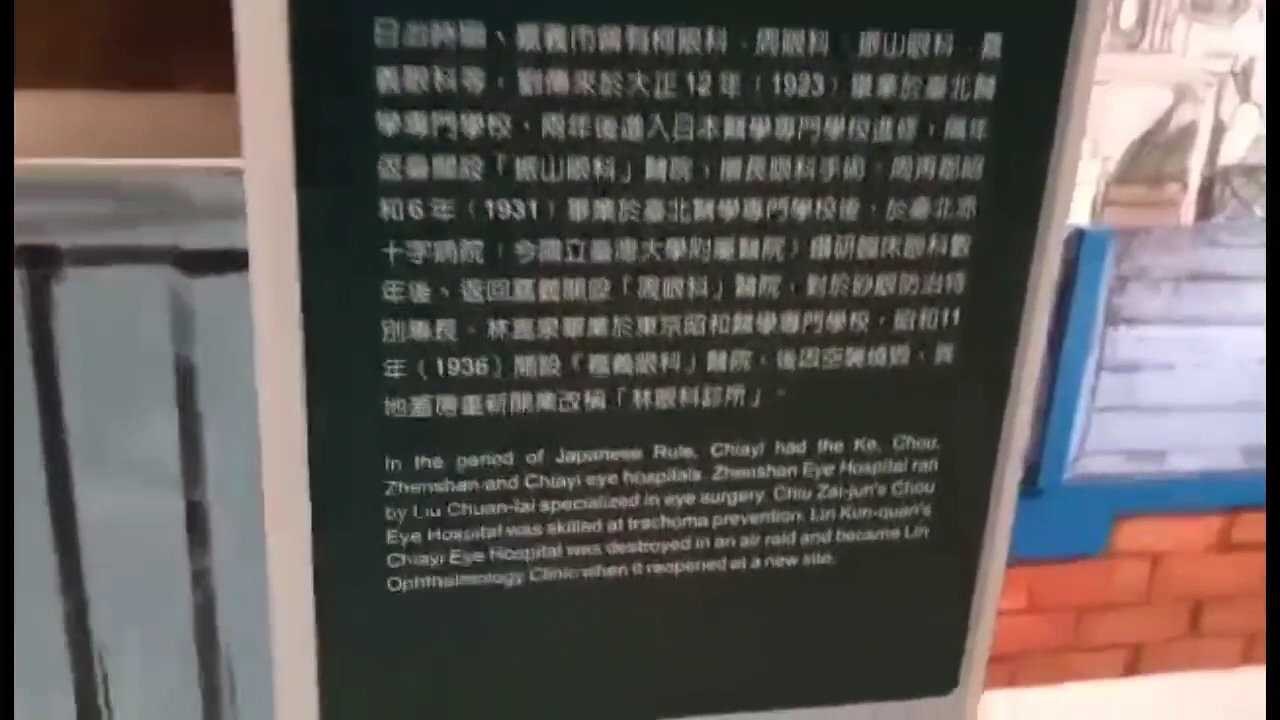 日治時期、嘉義市曾有柯眼科、周眼科、振山眼科、嘉
義眼科等,劉傳來於大正12年(1923)畢業於臺北醫
學專門學校,兩年後進入日本醫學專門學校進修,隔年
返臺開設「振山眼科」醫院,擅長眼科手術。周再郡昭
和6年(1931)畢業於臺北醫學專門學校後,於臺北赤
十字病院(今國立臺灣大學附屬醫院)鑽研臨床眼科數
年後、返回嘉義開設「周眼科」醫院,對於砂眼防治特
別專長。林崑泉畢業於東京昭和醫學專門學校,昭和11
年(1936)開設「嘉義眼科」醫院,後因空襲燒毀,異
地蓋磚重新開業改稱「林眼科診所」。
In the period of Japanese Rule, Chiayi had the Ke, Chou,
Zhenshan and Chiayi eye hospitals. Zhenshan Eye Hospital ran
by Liu Chuan-lai specialized in eye surgery. Chiu Zai-jun's Chou
Eye Hospital was skilled at trachoma prevention. Lin Kun-quan's
Chiayi Eye Hospital was destroyed in an air raid and became Lin
Ophthalmology Clinic when it reopened at a new site.